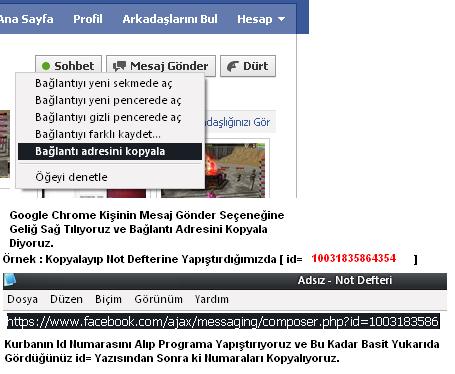 Ana Sayfa Profil Arkadaşlarını Bul Hesap
Sohbet Mesaj Gönder Dürt
Bağlantıyı yeni sekmede aç
Bağlantıyı yeni pencerede aç
Bağlantıyı gizli pencerede aç
Bağlantıyı farklı kaydet...
Bağlantı adresini kopyala
Öğeyi denetle
adaşlığınızı Gör
Google Chrome Kişinin Mesaj Gönder Seçeneğine
Geliğ Sağ Tılıyoruz ve Bağlantı Adresini Kopyala
Diyoruz.
Örnek : Kopyalayıp Not Defterine Yapıştırdığımızda [ id= 10031835864354 ]
Adsız - Not Defteri
Dosya Düzen Biçim Görünüm Yardım
https://www.facebook.com/ajax/messaging/composer.php?id=1003183586
Kurbanın Id Numarasını Alıp Programa Yapıştırıyoruz ve Bu Kadar Basit Yukarıda
Gördüğünüz id= Yazısından Sonra ki Numaraları Kopyalıyoruz.